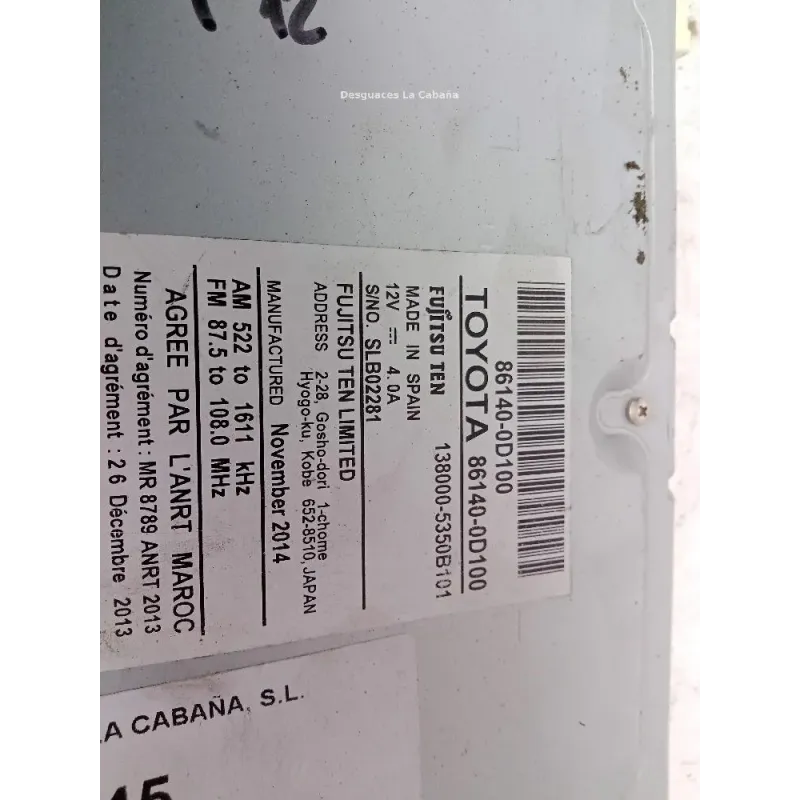 12
Desguaces La Cabaña
86140-0D100
TOYOTA 86140-0D100
FUJITSU TEN 138000-5350B101
MADE IN SPAIN
12V 4.0A
S/NO. SLB02281
FUJITSU TEN LIMITED
ADDRESS 2-28, Gosho-dori 1-chome
Hyogo-ku, Kobe 652-8510, JAPAN
MANUFACTURED November 2014
AM 522 to 1611 kHz
FM 87.5 to 108.0 MHz
AGREE PAR L'ANRT MAROC
Numéro d'agrément : MR 8789 ANRT 2013
Date d'agrément : 26 Décembre 2013
LA CABAÑA, S.L.
15